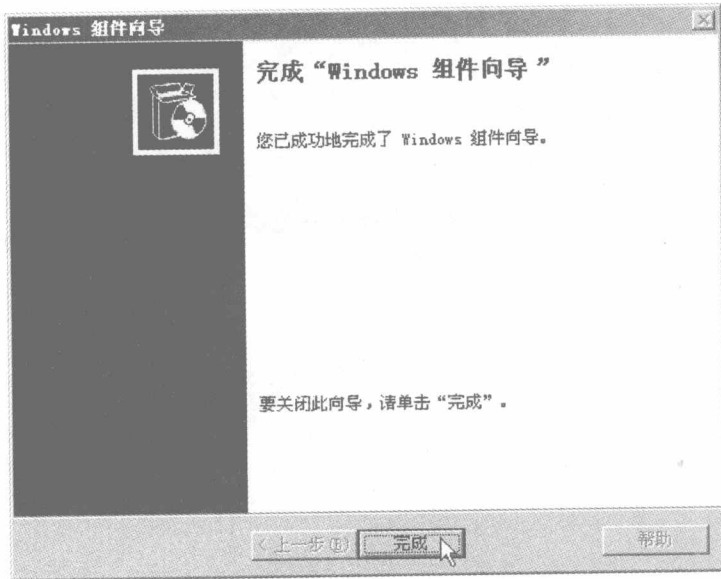 Windows 组件向导
完成“Windows 组件向导”
您已成功地完成了 Windows 组件向导。
要关闭此向导，请单击“完成”。
< 上一步(B)
完成
帮助